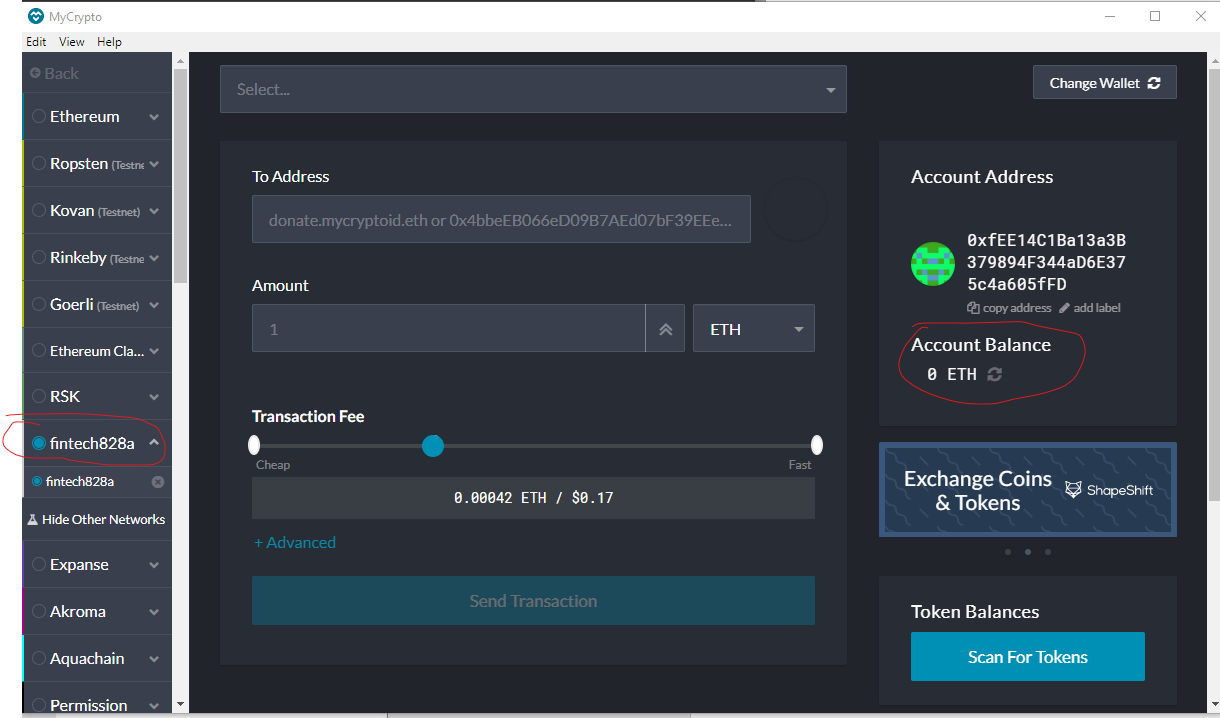 MyCrypto
Edit View Help
Back
Ethereum
Ropsten (Testne
Kovan (Testnet)
Rinkeby (Testne
Goerli (Testnet)
Ethereum Cla...
RSK
fintech828a
fintech828a
Hide Other Networks
Expanse
Akroma
Aquachain
Permission
Select...
Change Wallet
To Address
donate.mycryptoid.eth or 0x4bbeEB066eD09B7AEd07bF39EEe...
Amount
1
ETH
Transaction Fee
Cheap
Fast
0.00042 ETH / $0.17
+ Advanced
Send Transaction
Account Address
0xfEE14C1Ba13a3B
379894F344aD6E37
5c4a605fFD
copy address add label
Account Balance
0 ETH
Exchange Coins
& Tokens
ShapeShift
Token Balances
Scan For Tokens